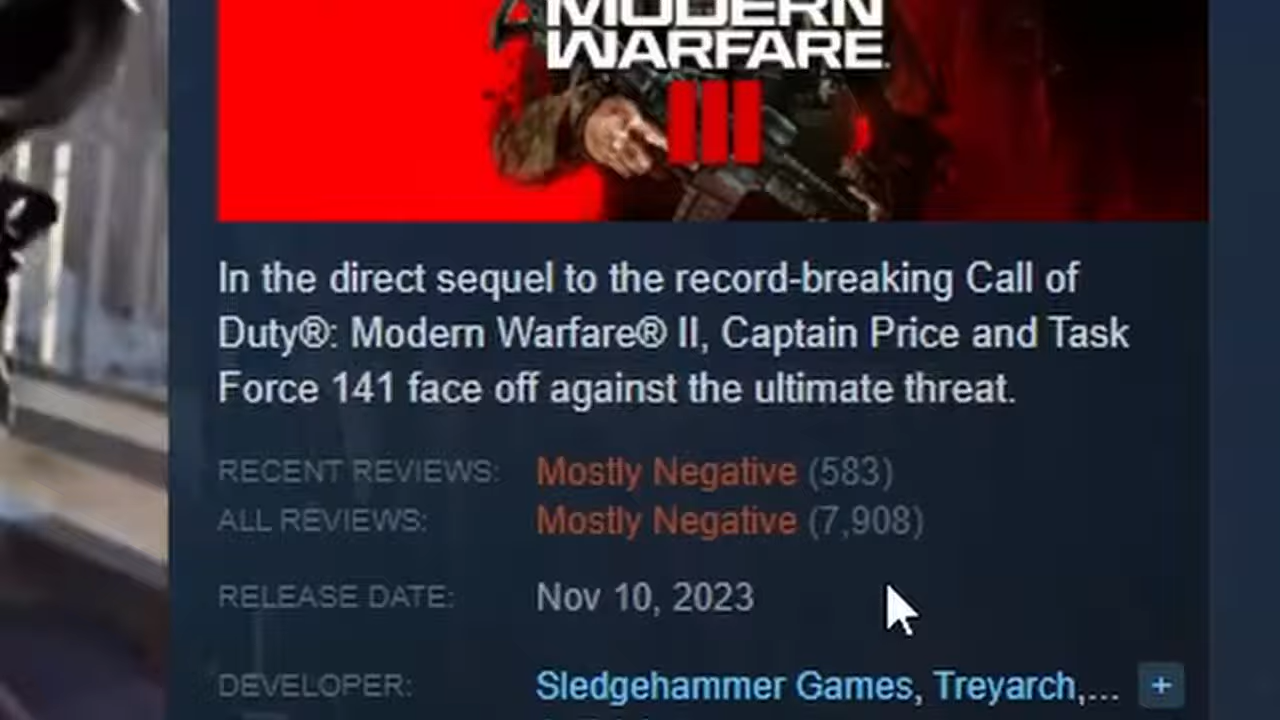 MODERN
WARFARE
III
In the direct sequel to the record-breaking Call of
Duty®: Modern Warfare® II, Captain Price and Task
Force 141 face off against the ultimate threat.
RECENT REVIEWS: Mostly Negative (583)
ALL REVIEWS: Mostly Negative (7,908)
RELEASE DATE: Nov 10, 2023
DEVELOPER: Sledgehammer Games, Treyarch,... +